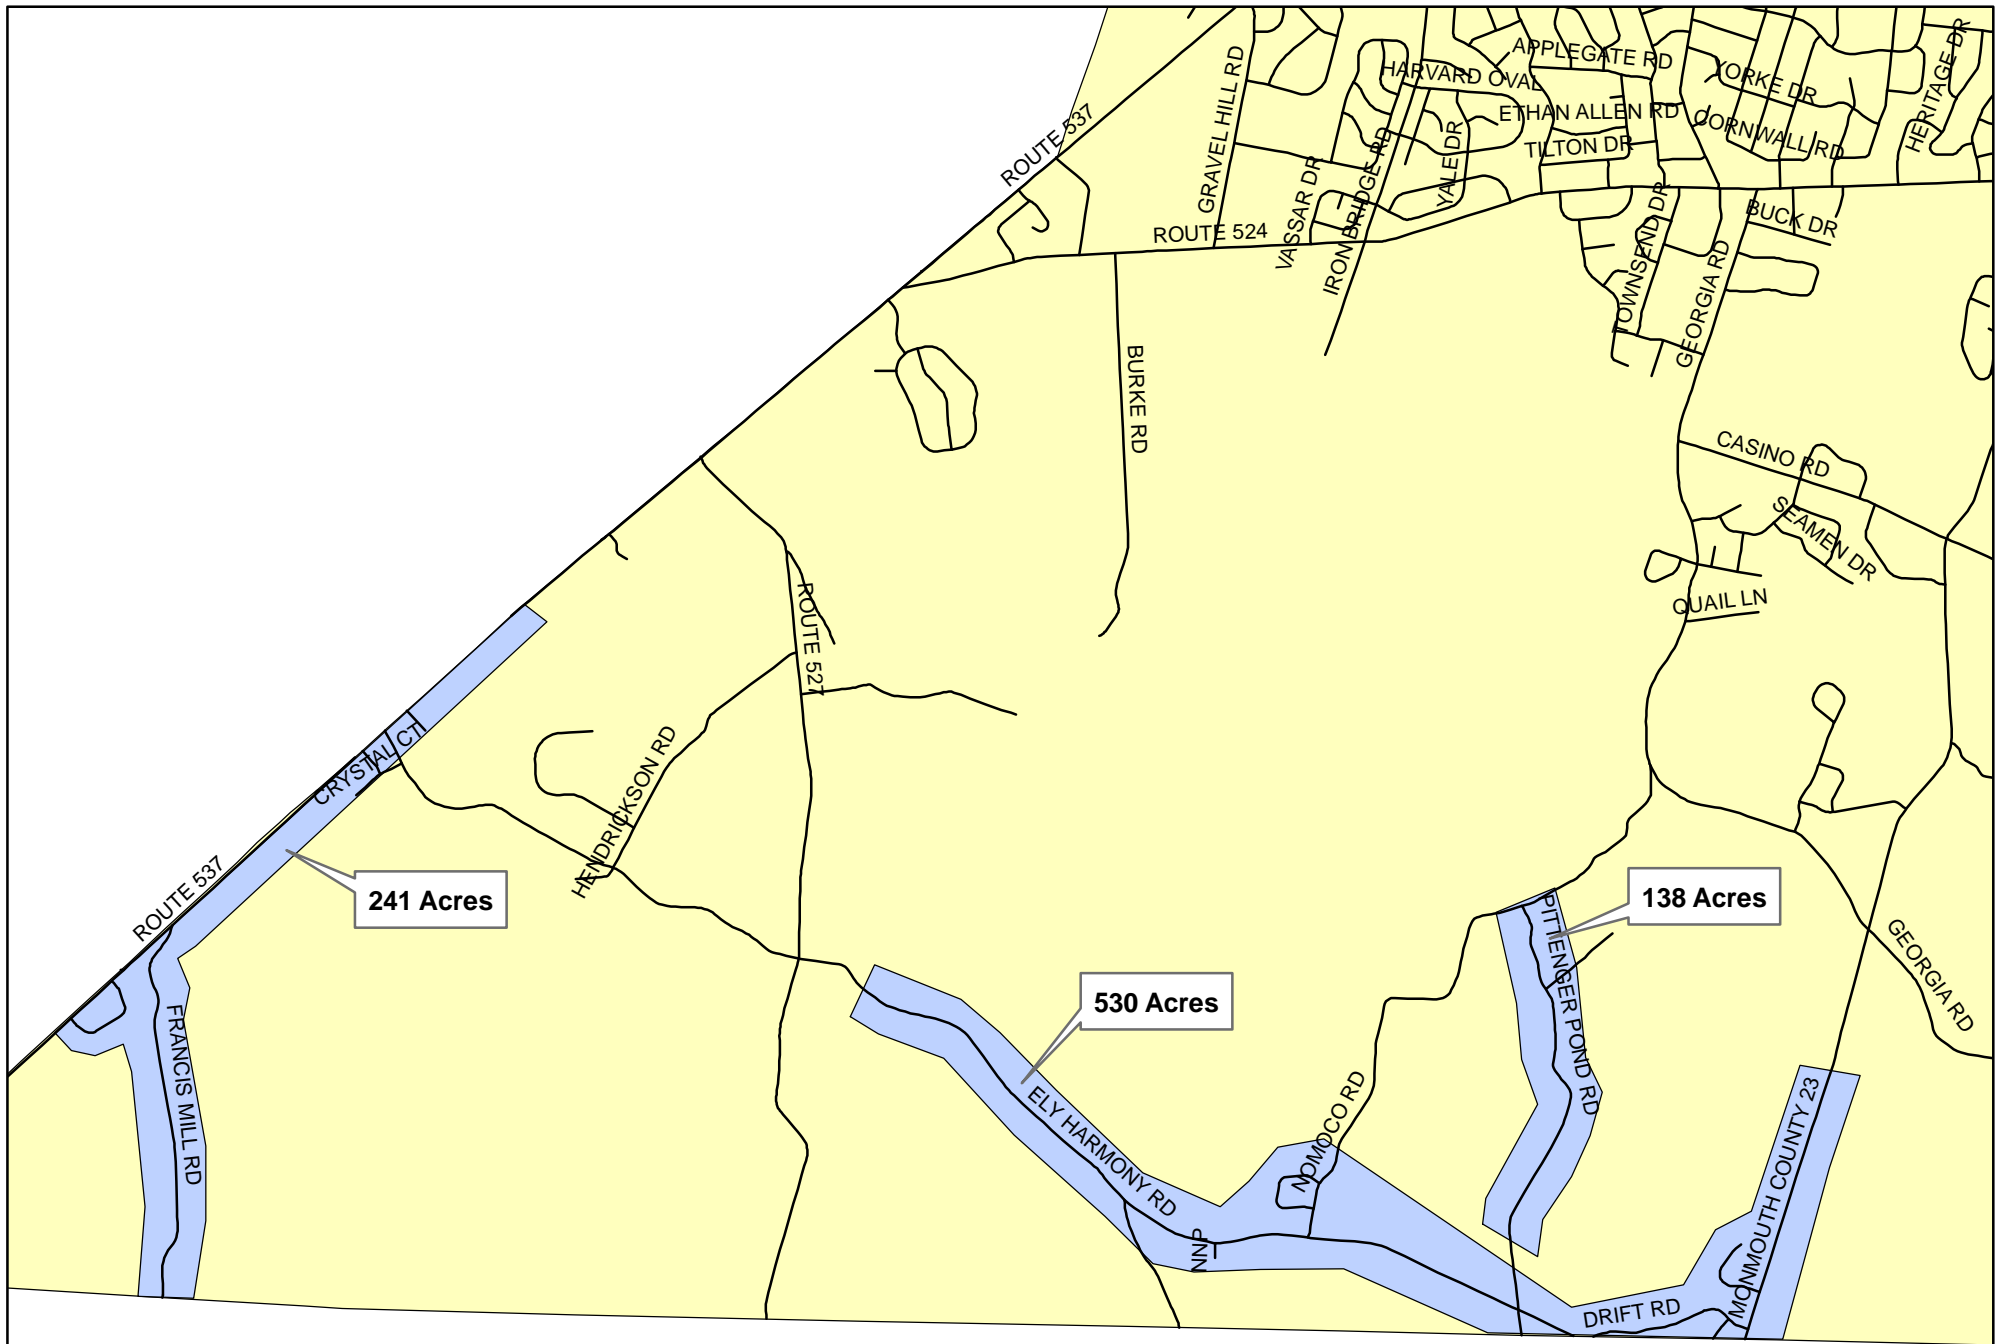 APPLEGATE RD
HARVARD OVAL
YORKE DR
HERITAGE DR
GRAVEL HILL RD
ETHAN ALLEN RD
CORNWALL RD
ROUTE 537
TILTON DR
YALE DR
IRON BRIDGE RD
VASSAR DR
ROUTE 524
TOWNSEND DR
BUCK DR
GEORGIA RD
BURKE RD
CASINO RD
SEAMEN DR
QUAIL LN
ROUTE 527
CRYSTAL CT
HENDRICKSON RD
ROUTE 537
241 Acres
138 Acres
PITTENGER POND RD
GEORGIA RD
530 Acres
FRANCIS MILL RD
ELY HARMONY RD
NOMOCO RD
MONMOUTH COUNTY 23
NNP
DRIFT RD